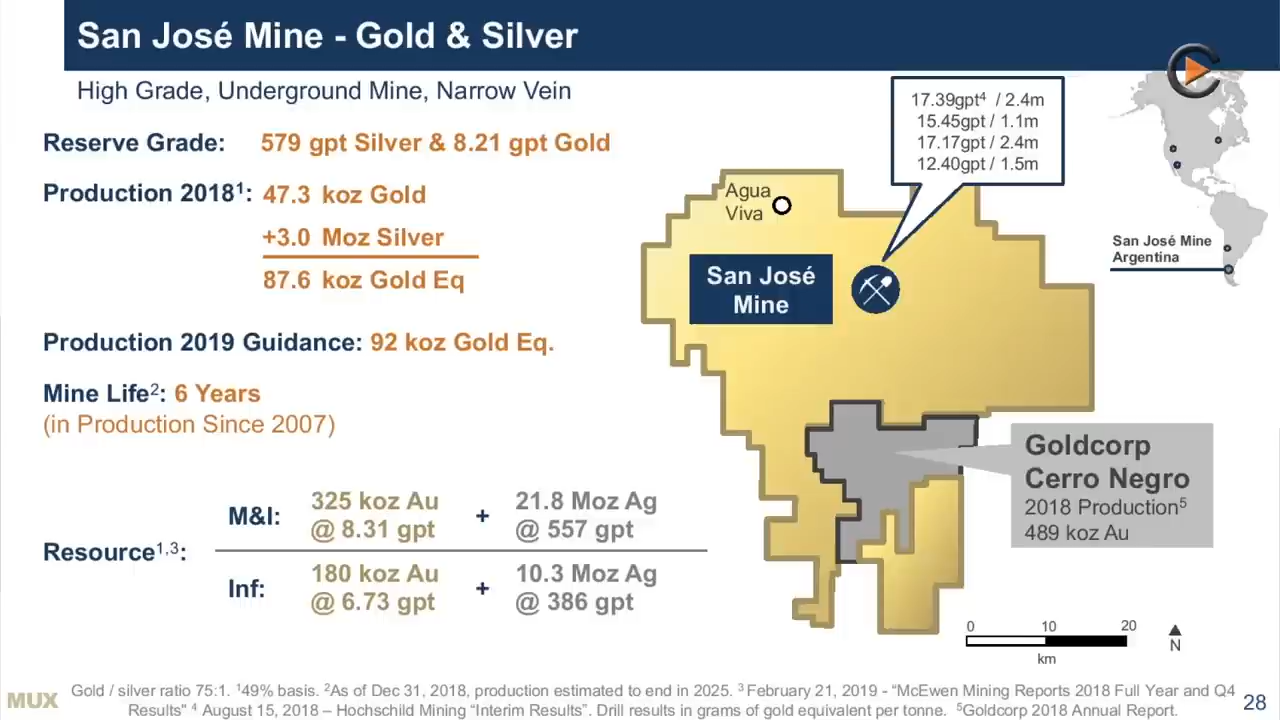 San José Mine - Gold & Silver
High Grade, Underground Mine, Narrow Vein
Reserve Grade: 579 gpt Silver & 8.21 gpt Gold
Production 2018¹: 47.3 koz Gold
+3.0 Moz Silver
87.6 koz Gold Eq
Production 2019 Guidance: 92 koz Gold Eq.
Mine Life²: 6 Years
(in Production Since 2007)
Resource¹,³:
M&I: 325 koz Au + 21.8 Moz Ag
@ 8.31 gpt @ 557 gpt
Inf: 180 koz Au + 10.3 Moz Ag
@ 6.73 gpt @ 386 gpt
17.39gpt⁴ / 2.4m
15.45gpt / 1.1m
17.17gpt / 2.4m
12.40gpt / 1.5m
Agua
Viva
San José
Mine
San José Mine
Argentina
Goldcorp
Cerro Negro
2018 Production⁵
489 koz Au
0 10 20
km
N
MUX
Gold / silver ratio 75:1. ¹49% basis. ²As of Dec 31, 2018, production estimated to end in 2025. ³ February 21, 2019 - "McEwen Mining Reports 2018 Full Year and Q4
Results" ⁴ August 15, 2018 – Hochschild Mining "Interim Results". Drill results in grams of gold equivalent per tonne. ⁵Goldcorp 2018 Annual Report.
28